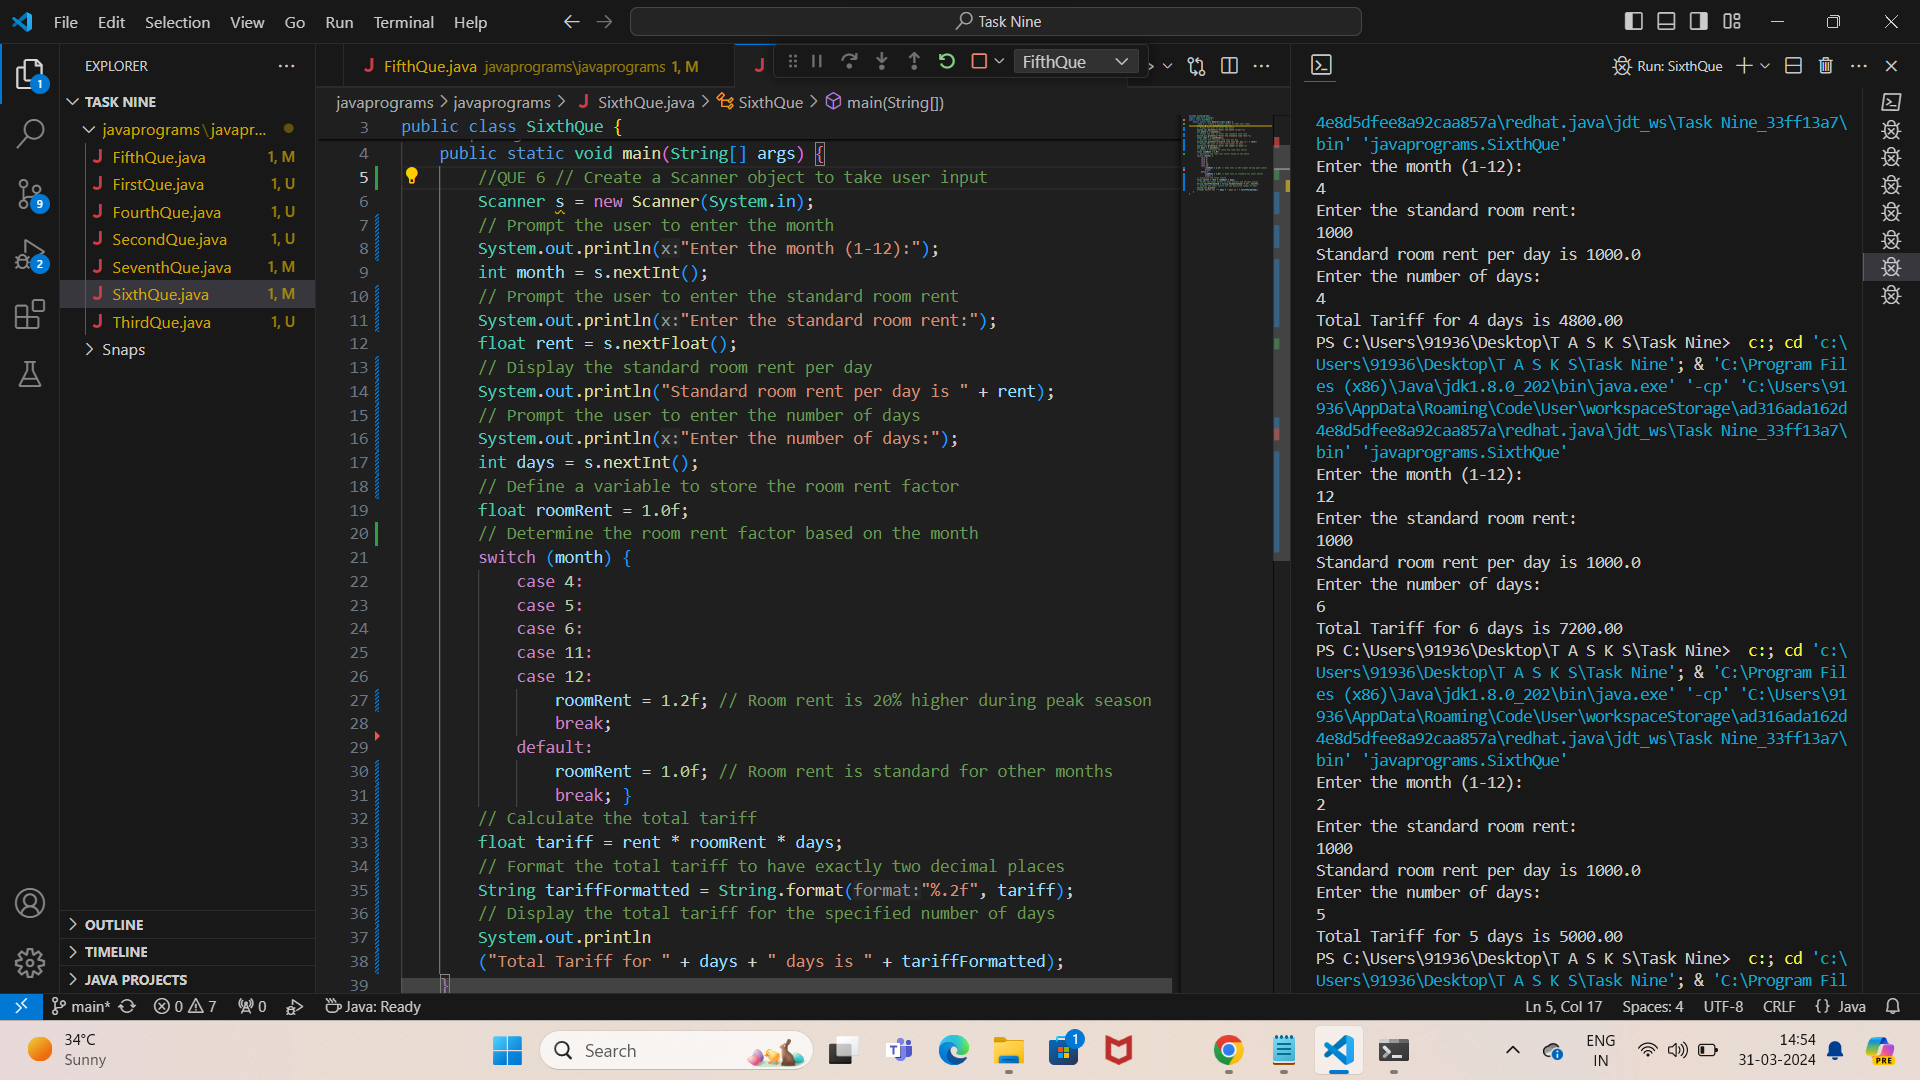 File Edit Selection View Go Run Terminal Help
Task Nine
EXPLORER
TASK NINE
javaprograms\javapr...
FifthQue.java 1, M
FirstQue.java 1, U
FourthQue.java 1, U
SecondQue.java 1, U
SeventhQue.java 1, M
SixthQue.java 1, M
ThirdQue.java 1, U
Snaps
OUTLINE
TIMELINE
JAVA PROJECTS
1
9
2
FifthQue.java javaprograms\javaprograms 1, M
FifthQue
javaprograms > javaprograms > SixthQue.java > SixthQue > main(String[])
3 public class SixthQue {
4 public static void main(String[] args) {
5 //QUE 6 // Create a Scanner object to take user input
6 Scanner s = new Scanner(System.in);
7 // Prompt the user to enter the month
8 System.out.println(x:"Enter the month (1-12):");
9 int month = s.nextInt();
10 // Prompt the user to enter the standard room rent
11 System.out.println(x:"Enter the standard room rent:");
12 float rent = s.nextFloat();
13 // Display the standard room rent per day
14 System.out.println("Standard room rent per day is " + rent);
15 // Prompt the user to enter the number of days
16 System.out.println(x:"Enter the number of days:");
17 int days = s.nextInt();
18 // Define a variable to store the room rent factor
19 float roomRent = 1.0f;
20 // Determine the room rent factor based on the month
21 switch (month) {
22 case 4:
23 case 5:
24 case 6:
25 case 11:
26 case 12:
27 roomRent = 1.2f; // Room rent is 20% higher during peak season
28 break;
29 default:
30 roomRent = 1.0f; // Room rent is standard for other months
31 break; }
32 // Calculate the total tariff
33 float tariff = rent * roomRent * days;
34 // Format the total tariff to have exactly two decimal places
35 String tariffFormatted = String.format(format:"%.2f", tariff);
36 // Display the total tariff for the specified number of days
37 System.out.println
38 ("Total Tariff for " + days + " days is " + tariffFormatted);
39 }
Run: SixthQue
4e8d5dfee8a92caa857a\redhat.java\jdt_ws\Task Nine_33ff13a7\
bin' 'javaprograms.SixthQue'
Enter the month (1-12):
4
Enter the standard room rent:
1000
Standard room rent per day is 1000.0
Enter the number of days:
4
Total Tariff for 4 days is 4800.00
PS C:\Users\91936\Desktop\T A S K S\Task Nine> c:; cd 'c:\
Users\91936\Desktop\T A S K S\Task Nine'; & 'C:\Program Fil
es (x86)\Java\jdk1.8.0_202\bin\java.exe' '-cp' 'C:\Users\91
936\AppData\Roaming\Code\User\workspaceStorage\ad316ada162d
4e8d5dfee8a92caa857a\redhat.java\jdt_ws\Task Nine_33ff13a7\
bin' 'javaprograms.SixthQue'
Enter the month (1-12):
12
Enter the standard room rent:
1000
Standard room rent per day is 1000.0
Enter the number of days:
6
Total Tariff for 6 days is 7200.00
PS C:\Users\91936\Desktop\T A S K S\Task Nine> c:; cd 'c:\
Users\91936\Desktop\T A S K S\Task Nine'; & 'C:\Program Fil
es (x86)\Java\jdk1.8.0_202\bin\java.exe' '-cp' 'C:\Users\91
936\AppData\Roaming\Code\User\workspaceStorage\ad316ada162d
4e8d5dfee8a92caa857a\redhat.java\jdt_ws\Task Nine_33ff13a7\
bin' 'javaprograms.SixthQue'
Enter the month (1-12):
2
Enter the standard room rent:
1000
Standard room rent per day is 1000.0
Enter the number of days:
5
Total Tariff for 5 days is 5000.00
PS C:\Users\91936\Desktop\T A S K S\Task Nine> c:; cd 'c:\
Users\91936\Desktop\T A S K S\Task Nine'; & 'C:\Program Fil
main* 0 7 0 Java: Ready
Ln 5, Col 17 Spaces: 4 UTF-8 CRLF {} Java
34°C
Sunny
Search
1
ENG
IN
14:54
31-03-2024
PRE